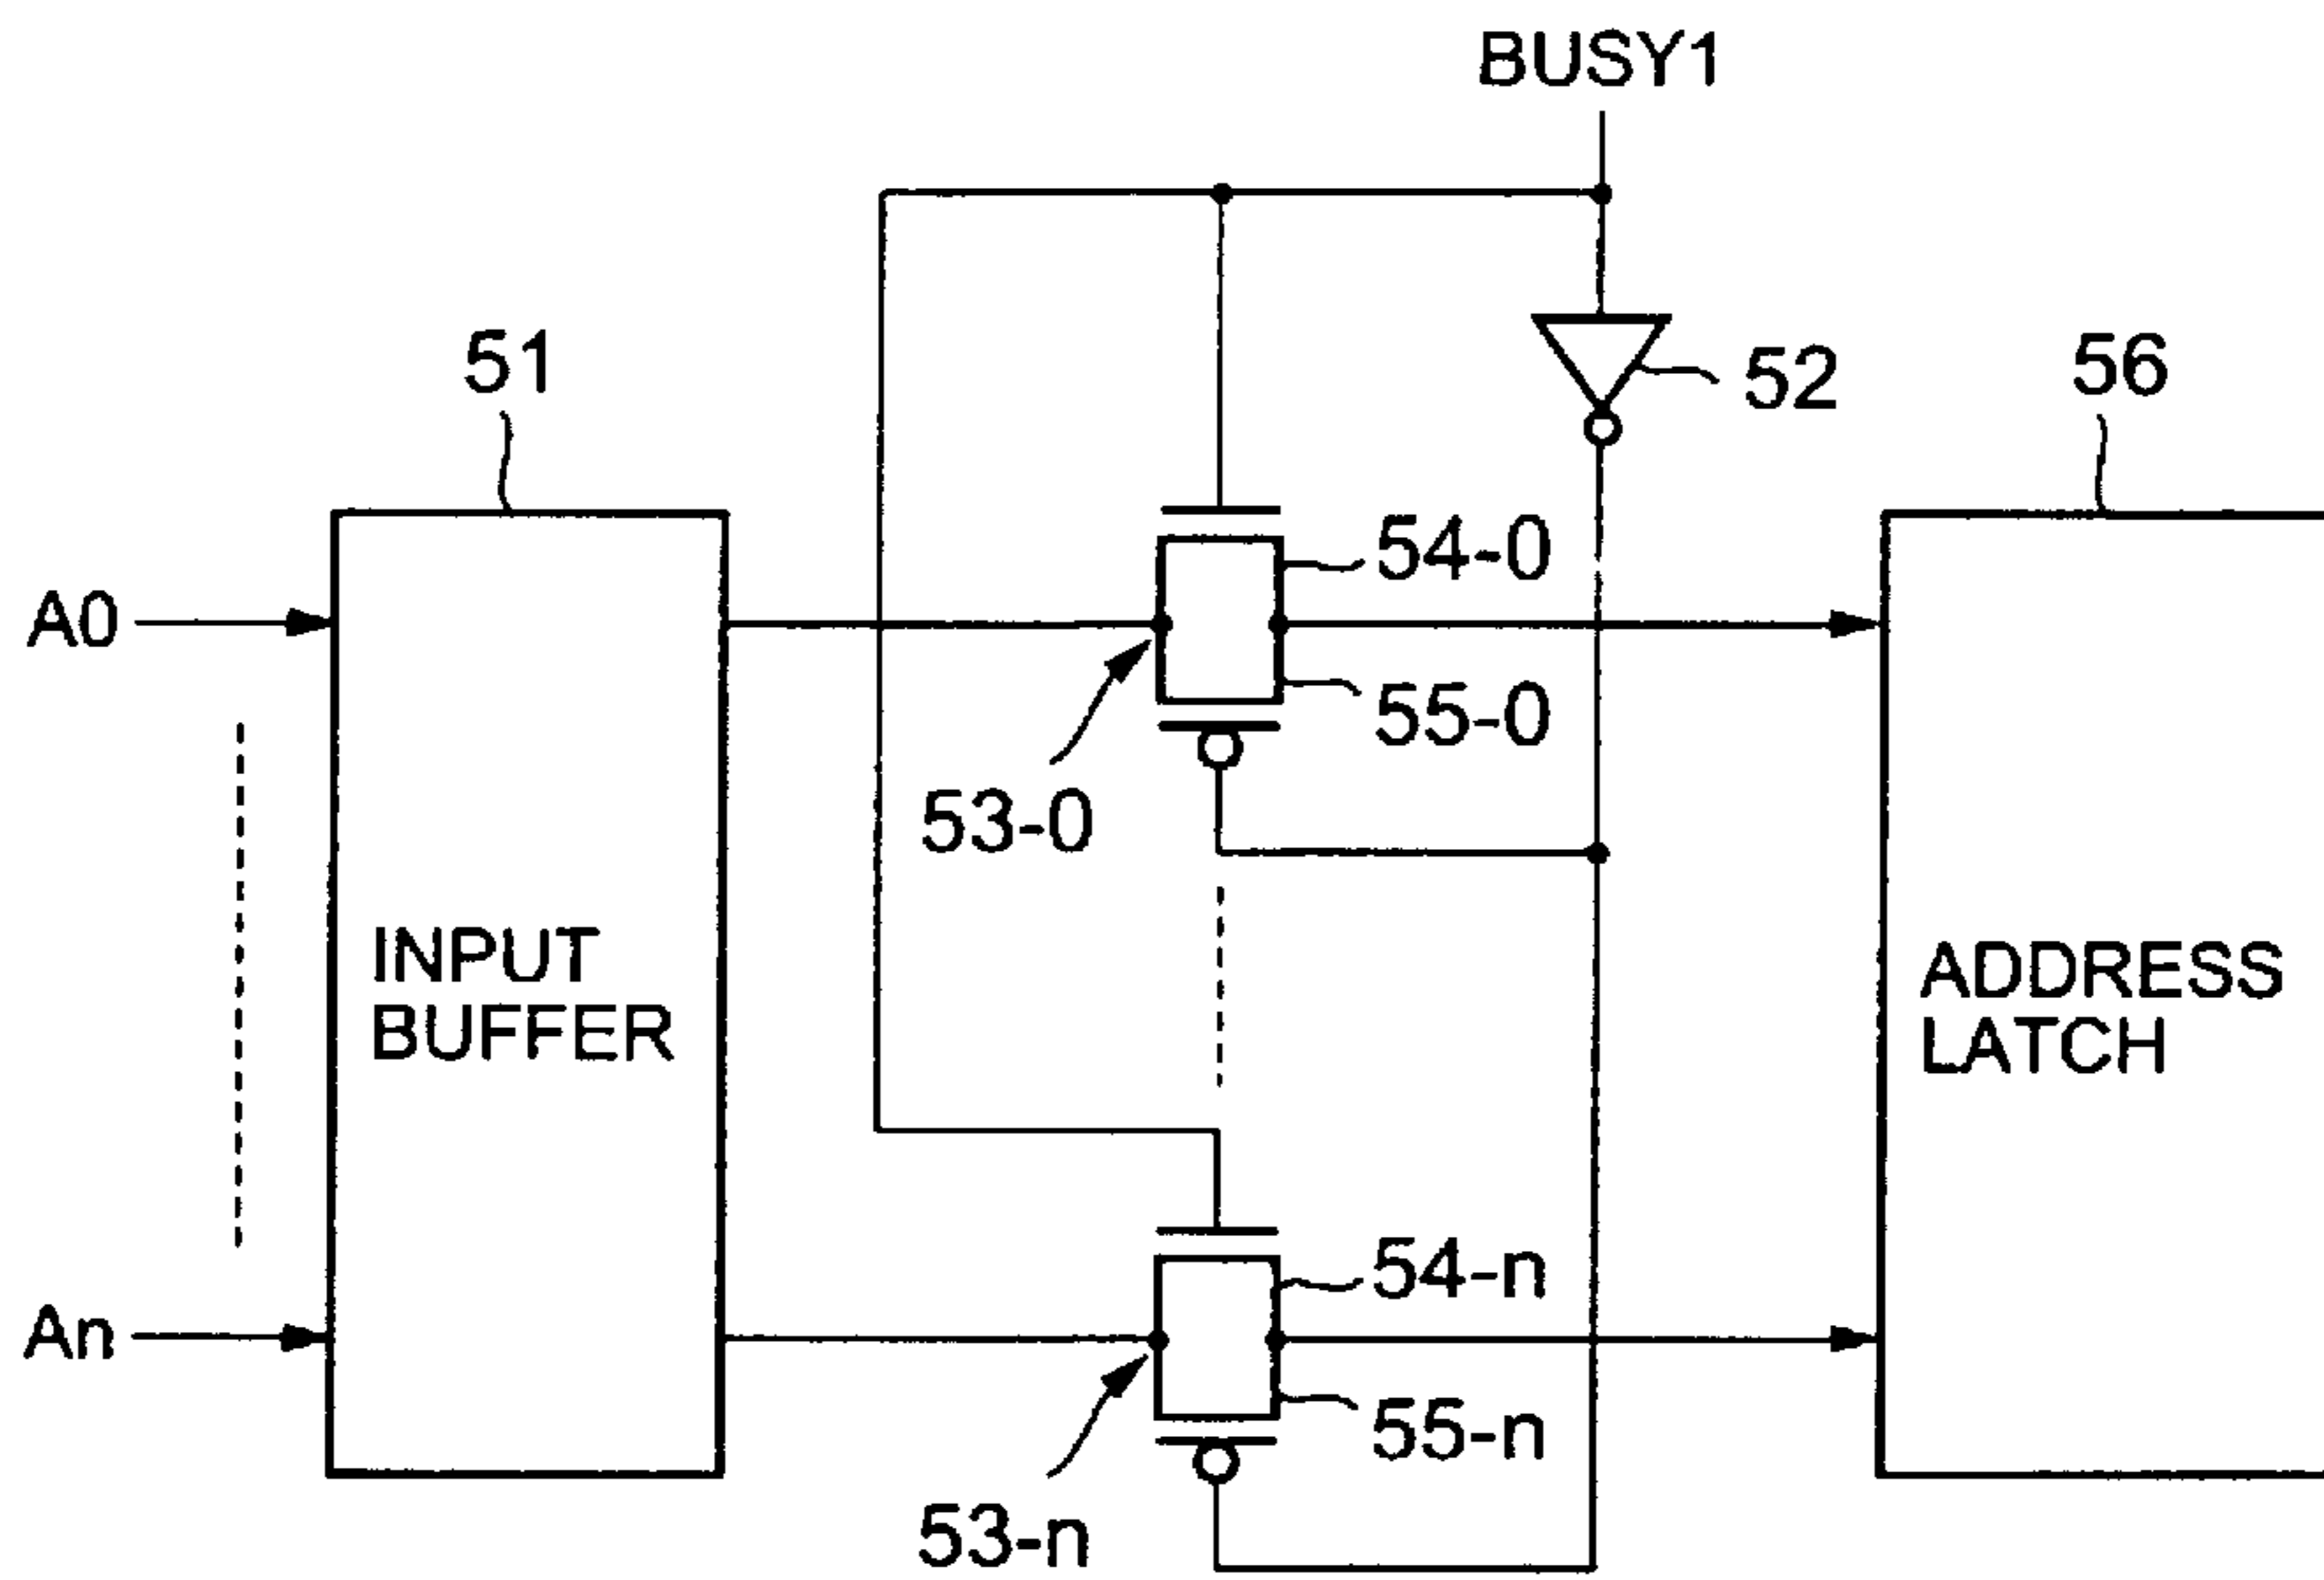 BUSY1
51
52
56
54-0
A0
55-0
53-0
INPUT
BUFFER
ADDRESS
LATCH
54-n
An
55-n
53-n